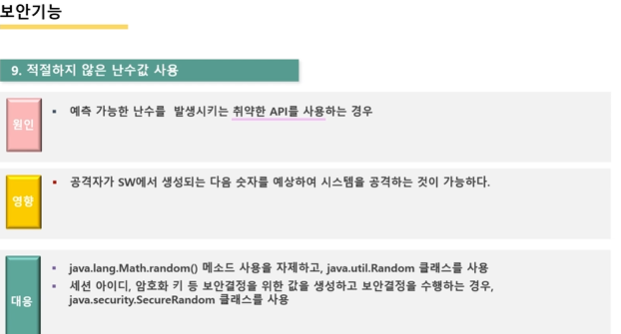 보안기능
9. 적절하지 않은 난수값 사용
원인
▪ 예측 가능한 난수를 발생시키는 취약한 API를 사용하는 경우
영향
▪ 공격자가 SW에서 생성되는 다음 숫자를 예상하여 시스템을 공격하는 것이 가능하다.
대응
▪ java.lang.Math.random() 메소드 사용을 자제하고, java.util.Random 클래스를 사용
▪ 세션 아이디, 암호화 키 등 보안결정을 위한 값을 생성하고 보안결정을 수행하는 경우,
java.security.SecureRandom 클래스를 사용